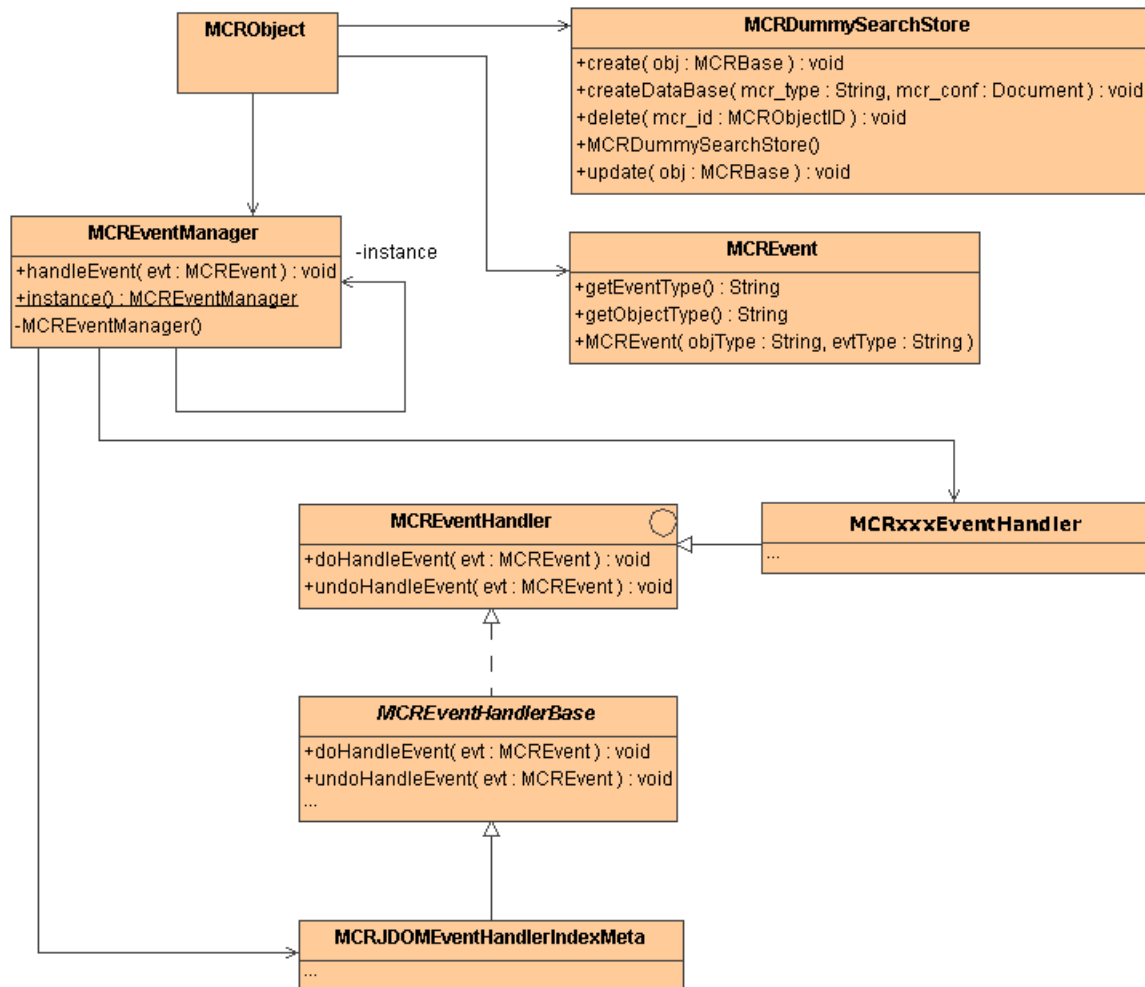 MCRObject
MCRDummySearchStore
+create( obj : MCRBase ) : void
+createDataBase( mcr_type : String, mcr_conf : Document ) : void
+delete( mcr_id : MCRObjectID ) : void
+MCRDummySearchStore()
+update( obj : MCRBase ) : void
MCREventManager
+handleEvent( evt : MCREvent ) : void
+instance() : MCREventManager
-MCREventManager()
-instance
MCREvent
+getEventType() : String
+getObjectType() : String
+MCREvent( objType : String, evtType : String )
MCREventHandler
+doHandleEvent( evt : MCREvent ) : void
+undoHandleEvent( evt : MCREvent ) : void
MCRxxxEventHandler
...
MCREventHandlerBase
+doHandleEvent( evt : MCREvent ) : void
+undoHandleEvent( evt : MCREvent ) : void
...
MCRJDOMEventHandlerIndexMeta
...